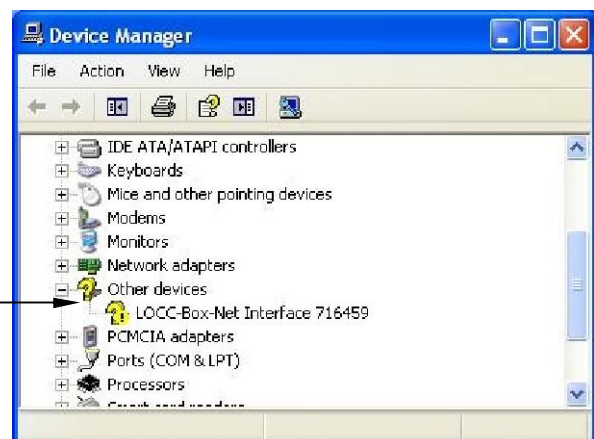 Device Manager
File Action View Help
IDE ATA/ATAPI controllers
Keyboards
Mice and other pointing devices
Modems
Monitors
Network adapters
Other devices
LOCC-Box-Net Interface 716459
PCMCIA adapters
Ports (COM & LPT)
Processors